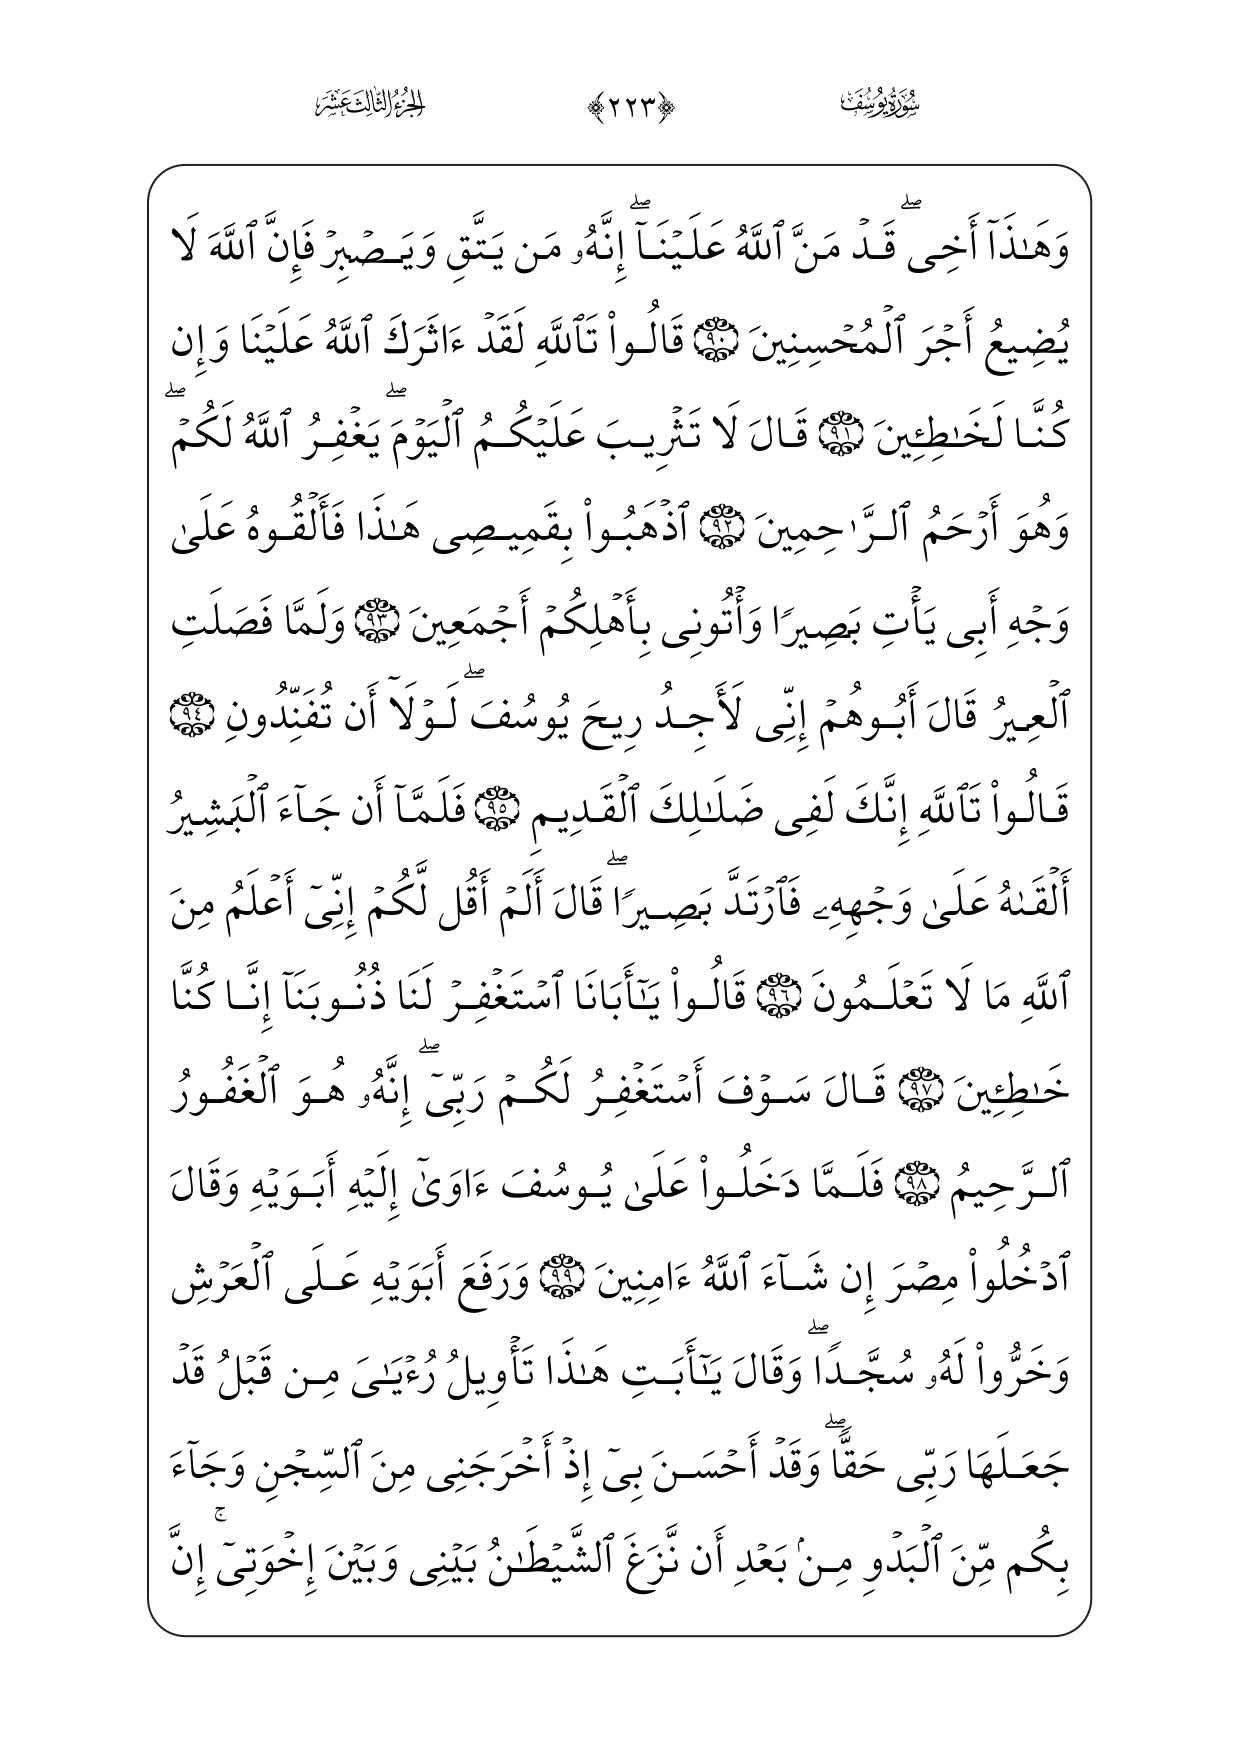 سُورَةُ يُوسُفَ ﴿٢٢٣﴾ الجُزْءُ الثَّالِثَ عَشَرَ
وَهَٰذَآ أَخِىۖ قَدۡ مَنَّ ٱللَّهُ عَلَيۡنَآۖ إِنَّهُۥ مَن يَتَّقِ وَيَصۡبِرۡ فَإِنَّ ٱللَّهَ لَا
يُضِيعُ أَجۡرَ ٱلۡمُحۡسِنِينَ ٩٠ قَالُواْ تَٱللَّهِ لَقَدۡ ءَاثَرَكَ ٱللَّهُ عَلَيۡنَا وَإِن
كُنَّا لَخَٰطِـِٔينَ ٩١ قَالَ لَا تَثۡرِيبَ عَلَيۡكُمُ ٱلۡيَوۡمَۖ يَغۡفِرُ ٱللَّهُ لَكُمۡۖ
وَهُوَ أَرۡحَمُ ٱلرَّٰحِمِينَ ٩٢ ٱذۡهَبُواْ بِقَمِيصِى هَٰذَا فَأَلۡقُوهُ عَلَىٰ
وَجۡهِ أَبِى يَأۡتِ بَصِيرًا وَأۡتُونِى بِأَهۡلِكُمۡ أَجۡمَعِينَ ٩٣ وَلَمَّا فَصَلَتِ
ٱلۡعِيرُ قَالَ أَبُوهُمۡ إِنِّى لَأَجِدُ رِيحَ يُوسُفَۖ لَوۡلَآ أَن تُفَنِّدُونِ ٩٤
قَالُواْ تَٱللَّهِ إِنَّكَ لَفِى ضَلَٰلِكَ ٱلۡقَدِيمِ ٩٥ فَلَمَّآ أَن جَآءَ ٱلۡبَشِيرُ
أَلۡقَىٰهُ عَلَىٰ وَجۡهِهِۦ فَٱرۡتَدَّ بَصِيرًاۖ قَالَ أَلَمۡ أَقُل لَّكُمۡ إِنِّىٓ أَعۡلَمُ مِنَ
ٱللَّهِ مَا لَا تَعۡلَمُونَ ٩٦ قَالُواْ يَٰٓأَبَانَا ٱسۡتَغۡفِرۡ لَنَا ذُنُوبَنَآ إِنَّا كُنَّا
خَٰطِـِٔينَ ٩٧ قَالَ سَوۡفَ أَسۡتَغۡفِرُ لَكُمۡ رَبِّىٓۖ إِنَّهُۥ هُوَ ٱلۡغَفُورُ
ٱلرَّحِيمُ ٩٨ فَلَمَّا دَخَلُواْ عَلَىٰ يُوسُفَ ءَاوَىٰٓ إِلَيۡهِ أَبَوَيۡهِ وَقَالَ
ٱدۡخُلُواْ مِصۡرَ إِن شَآءَ ٱللَّهُ ءَامِنِينَ ٩٩ وَرَفَعَ أَبَوَيۡهِ عَلَى ٱلۡعَرۡشِ
وَخَرُّواْ لَهُۥ سُجَّدًاۖ وَقَالَ يَٰٓأَبَتِ هَٰذَا تَأۡوِيلُ رُءۡيَٰىَ مِن قَبۡلُ قَدۡ
جَعَلَهَا رَبِّى حَقًّاۖ وَقَدۡ أَحۡسَنَ بِىٓ إِذۡ أَخۡرَجَنِى مِنَ ٱلسِّجۡنِ وَجَآءَ
بِكُم مِّنَ ٱلۡبَدۡوِ مِنۢ بَعۡدِ أَن نَّزَغَ ٱلشَّيۡطَٰنُ بَيۡنِى وَبَيۡنَ إِخۡوَتِىٓۚ إِنَّ